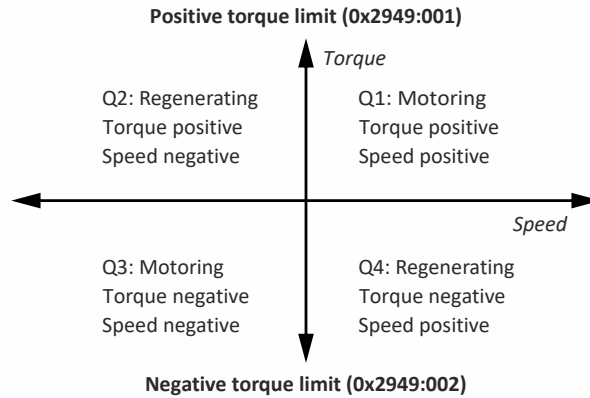 Positive torque limit (0x2949:001)
Torque
Q2: Regenerating
Torque positive
Speed negative
Q1: Motoring
Torque positive
Speed positive
Speed
Q3: Motoring
Torque negative
Speed negative
Q4: Regenerating
Torque negative
Speed positive
Negative torque limit (0x2949:002)